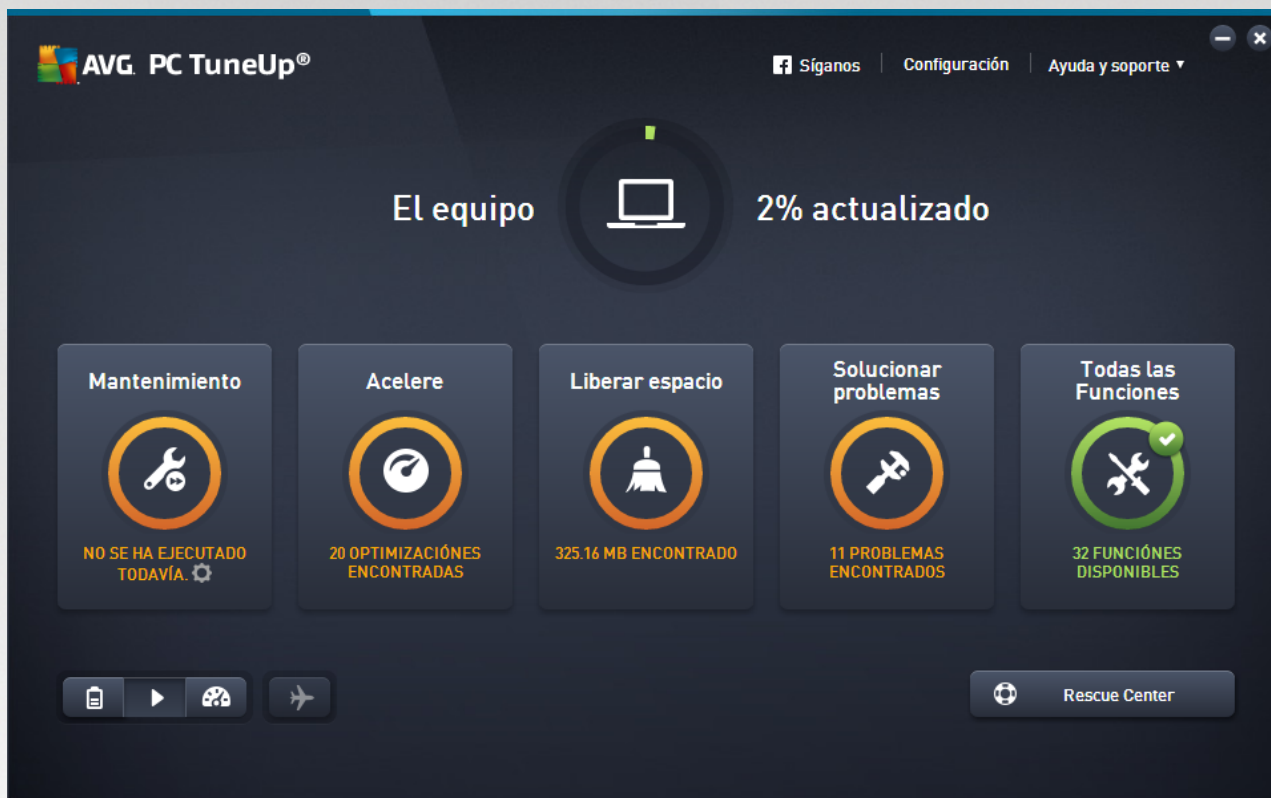 AVG. PC TuneUp®
Síganos
Configuración
Ayuda y soporte
El equipo
2% actualizado
Mantenimiento
NO SE HA EJECUTADO
TODAVÍA.
Acelere
20 OPTIMIZACIÓNES
ENCONTRADAS
Liberar espacio
325.16 MB ENCONTRADO
Solucionar
problemas
11 PROBLEMAS
ENCONTRADOS
Todas las
Funciones
32 FUNCIÓNES
DISPONIBLES
Rescue Center